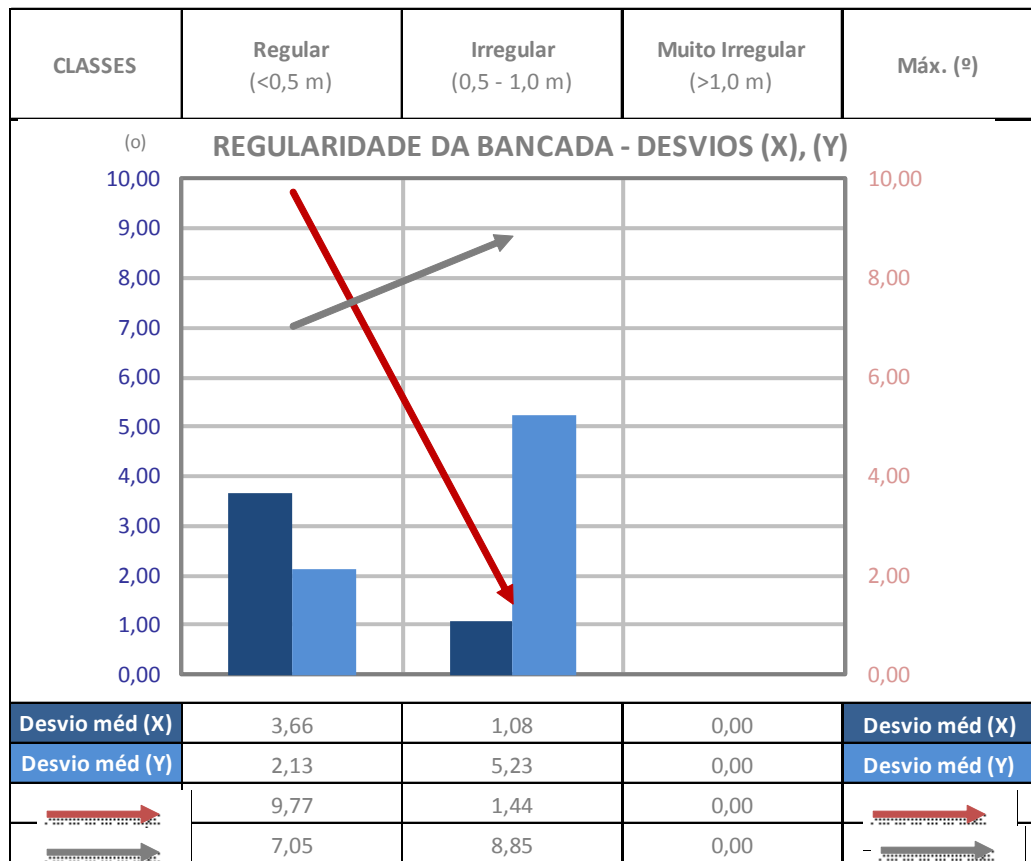 CLASSES
Regular
(<0,5 m)
Irregular
(0,5 - 1,0 m)
Muito Irregular
(>1,0 m)
Máx. (º)
(o)
REGULARIDADE DA BANCADA - DESVIOS (X), (Y)
10,00
9,00
8,00
7,00
6,00
5,00
4,00
3,00
2,00
1,00
0,00
10,00
8,00
6,00
4,00
2,00
0,00
Desvio méd (X) 3,66 1,08 0,00 Desvio méd (X)
Desvio méd (Y) 2,13 5,23 0,00 Desvio méd (Y)
9,77 1,44 0,00
7,05 8,85 0,00